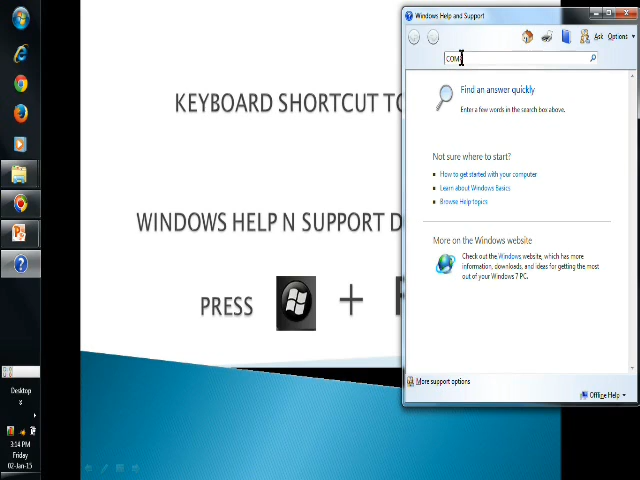 KEYBOARD SHORTCUT TO
WINDOWS HELP N SUPPORT D
PRESS + F
Windows Help and Support
Ask Options
COM
Find an answer quickly
Enter a few words in the search box above.
Not sure where to start?
How to get started with your computer
Learn about Windows Basics
Browse Help topics
More on the Windows website
Check out the Windows website, which has more
information, downloads, and ideas for getting the most
out of your Windows 7 PC.
More support options
Offline Help
Desktop
3:14 PM
Friday
02-Jan-15